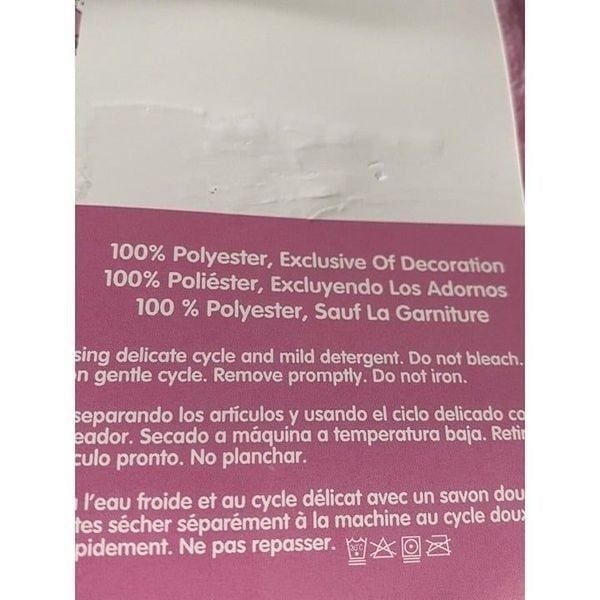 100% Polyester, Exclusive Of Decoration
100% Poliéster, Excluyendo Los Adornos
100 % Polyester, Sauf La Garniture
sing delicate cycle and mild detergent. Do not bleach.
n gentle cycle. Remove promptly. Do not iron.
separando los artículos y usando el ciclo delicado co
eador. Secado a máquina a temperatura baja. Retir
culo pronto. No planchar.
l'eau froide et au cycle délicat avec un savon dou
tes sécher séparément à la machine au cycle doux
pidement. Ne pas repasser.